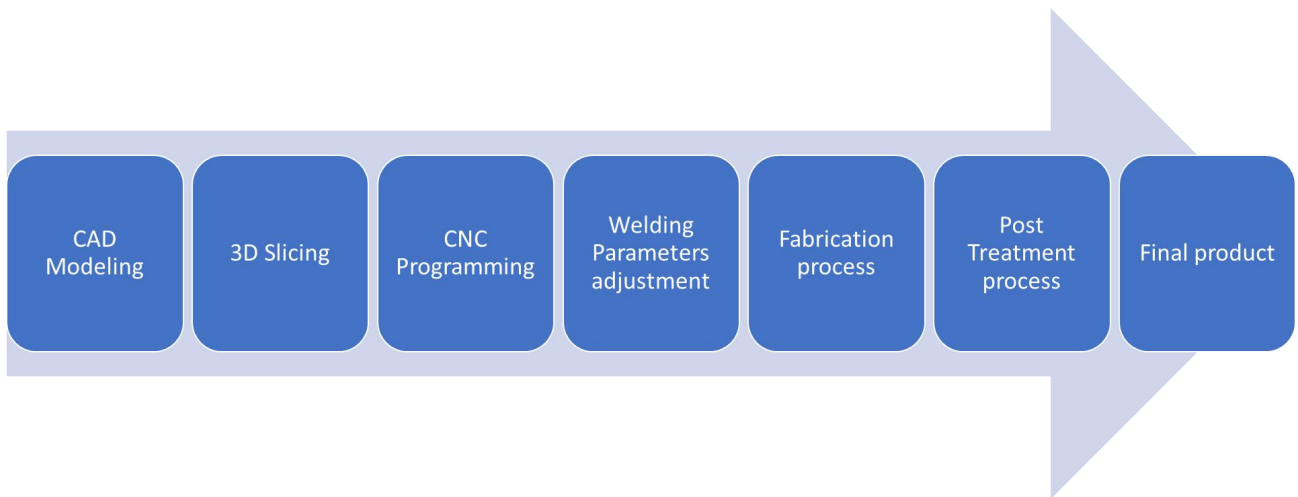 CAD
Modeling
3D Slicing
CNC
Programming
Welding
Parameters
adjustment
Fabrication
process
Post
Treatment
process
Final product